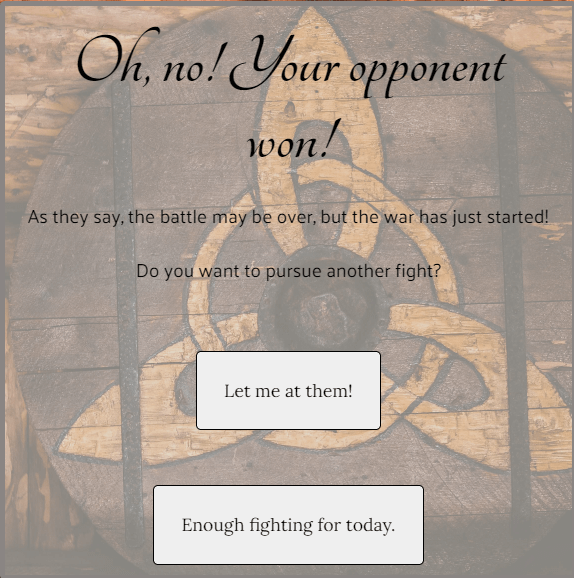 Oh, no! Your opponent
won!
As they say, the battle may be over, but the war has just started!
Do you want to pursue another fight?
Let me at them!
Enough fighting for today.